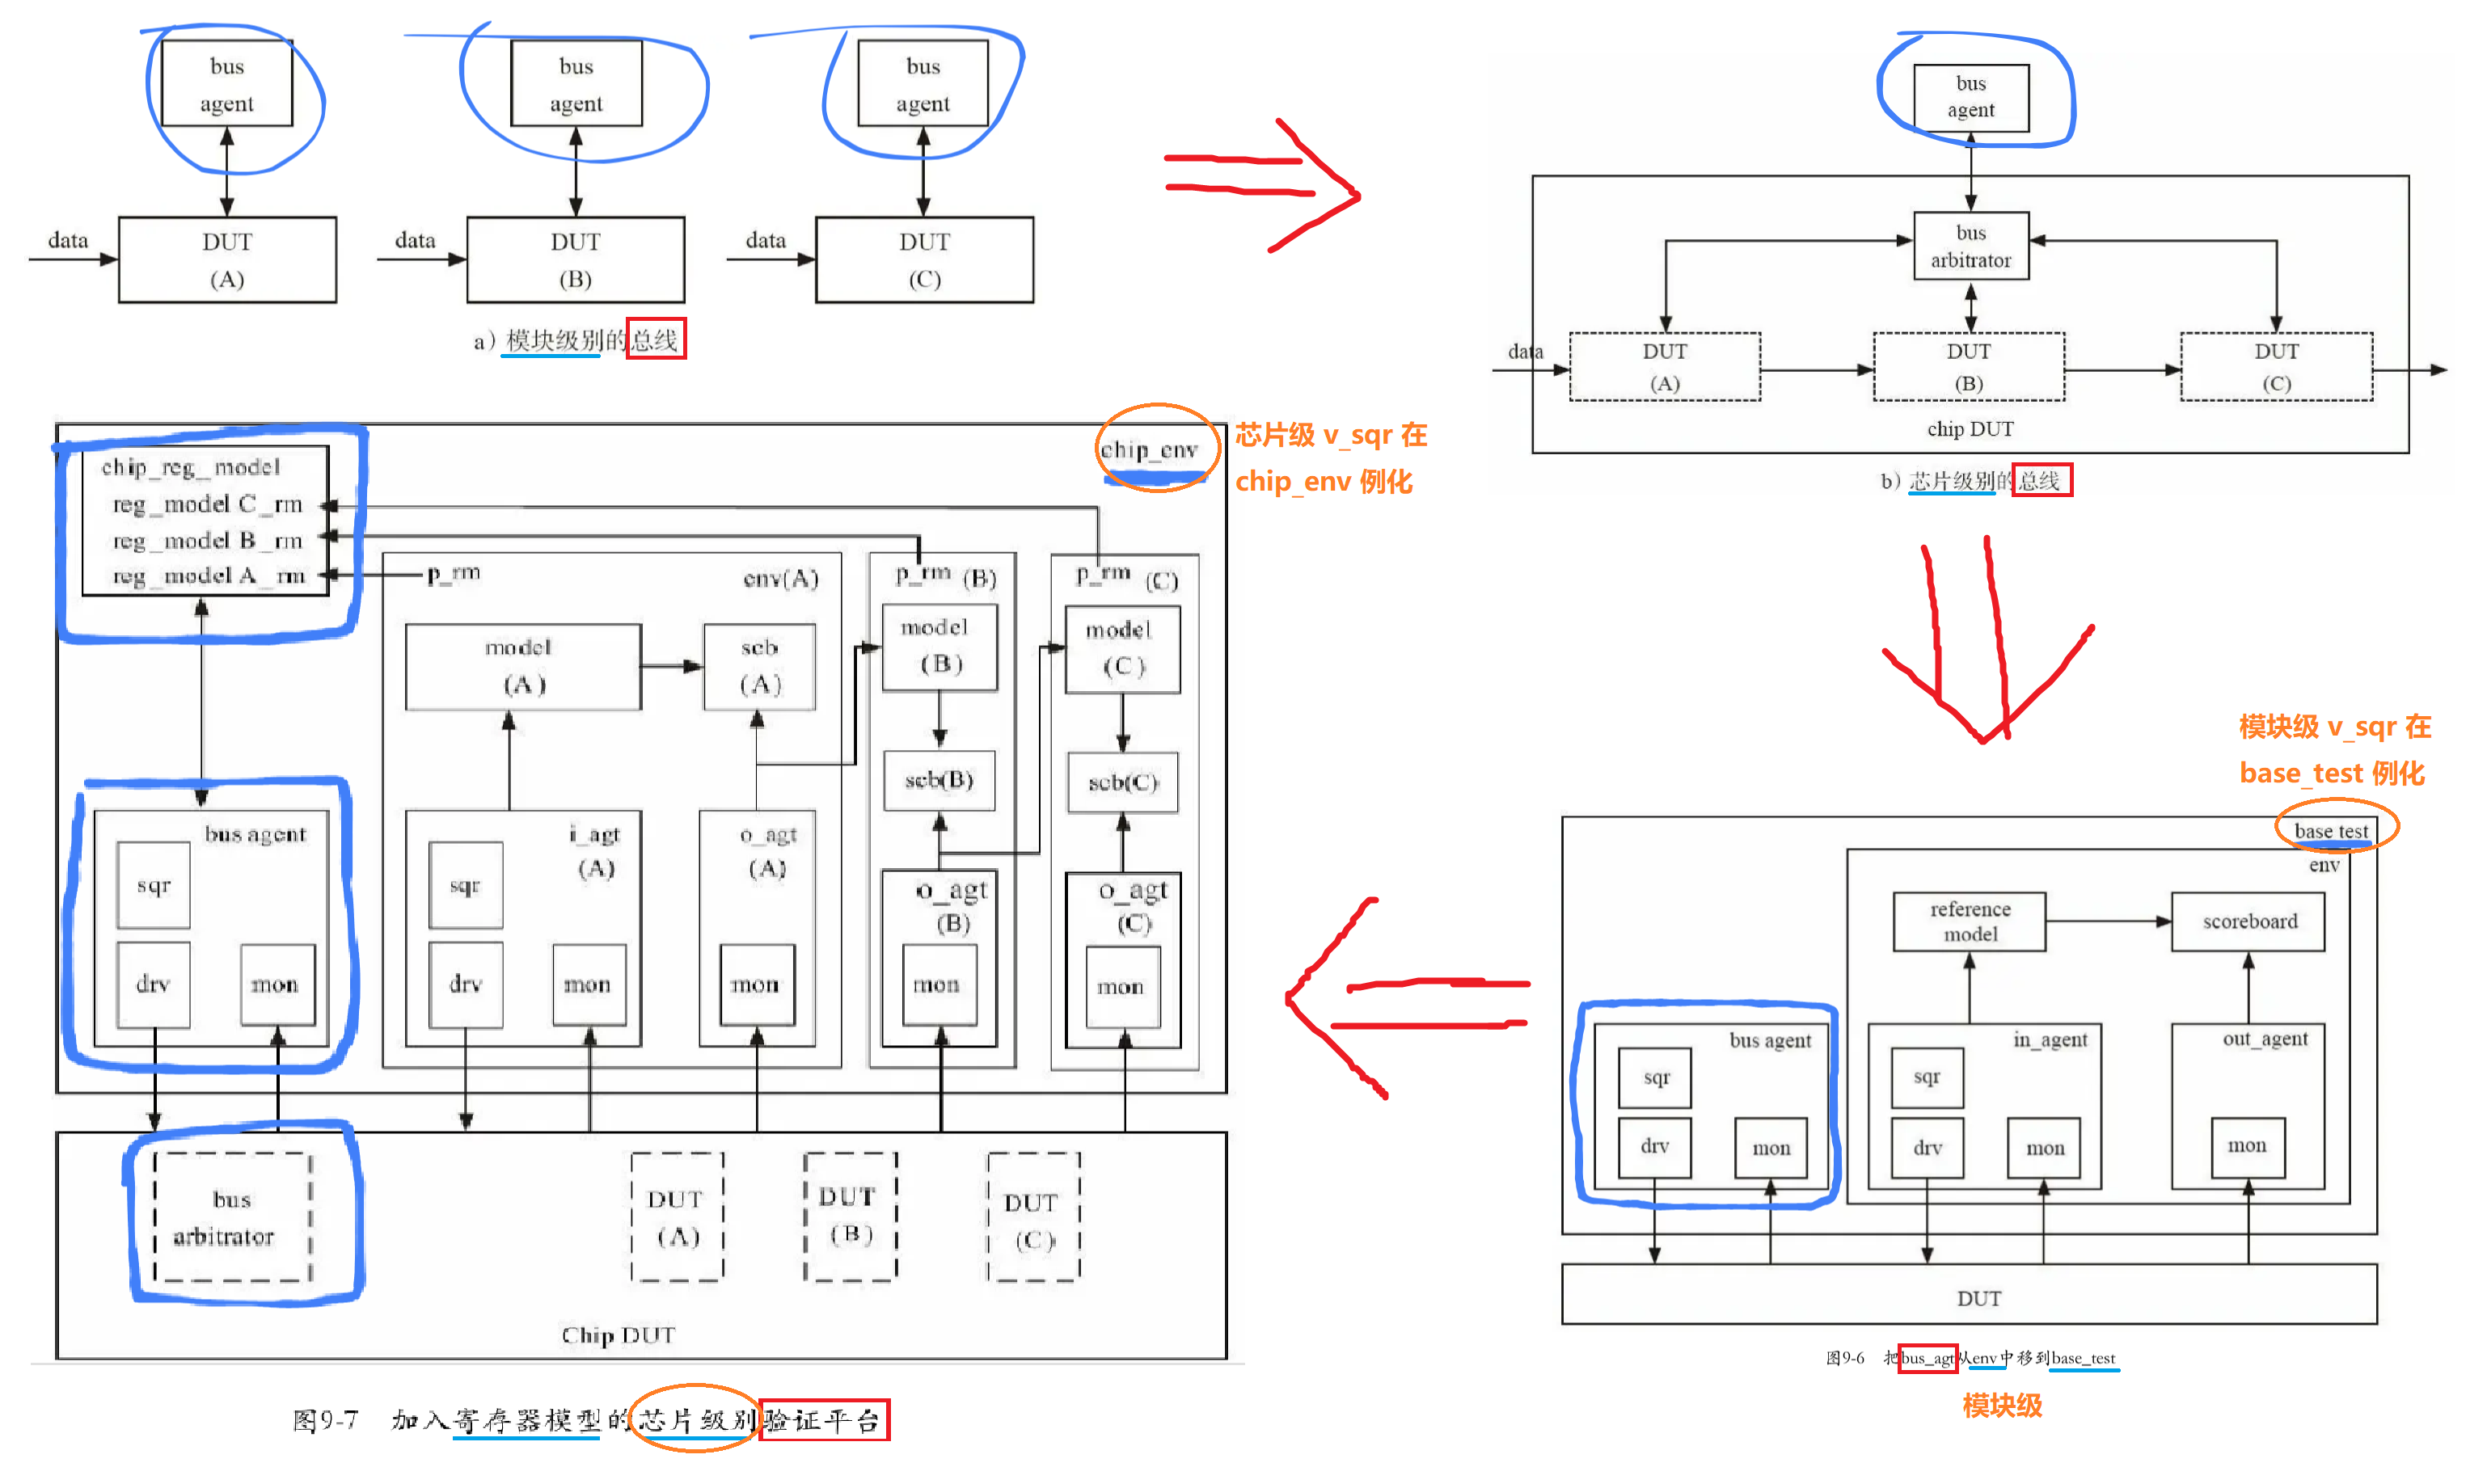 bus
agent
bus
agent
bus
agent
data
DUT
(A)
data
DUT
(B)
data
DUT
(C)
a）模块级别的总线
bus
agent
bus
arbitrator
data
DUT
(A)
DUT
(B)
DUT
(C)
chip DUT
b）芯片级别的总线
chip_env
芯片级 v_sqr 在
chip_env 例化
chip_reg_model
reg_model C_rm
reg_model B_rm
reg_model A_rm
p_rm
env(A)
p_rm (B)
p_rm (C)
model
(A)
scb
(A)
model
(B)
model
(C)
scb(B)
scb(C)
bus agent
sqr
drv
mon
i_agt
(A)
sqr
drv
mon
o_agt
(A)
mon
o_agt
(B)
mon
o_agt
(C)
mon
bus
arbitrator
DUT
(A)
DUT
(B)
DUT
(C)
Chip DUT
图9-7 加入寄存器模型的芯片级别验证平台
模块级 v_sqr 在
base_test 例化
base test
env
reference
model
scoreboard
bus agent
sqr
drv
mon
in_agent
sqr
drv
mon
out_agent
mon
DUT
图9-6 把bus_agt从env中移到base_test
模块级